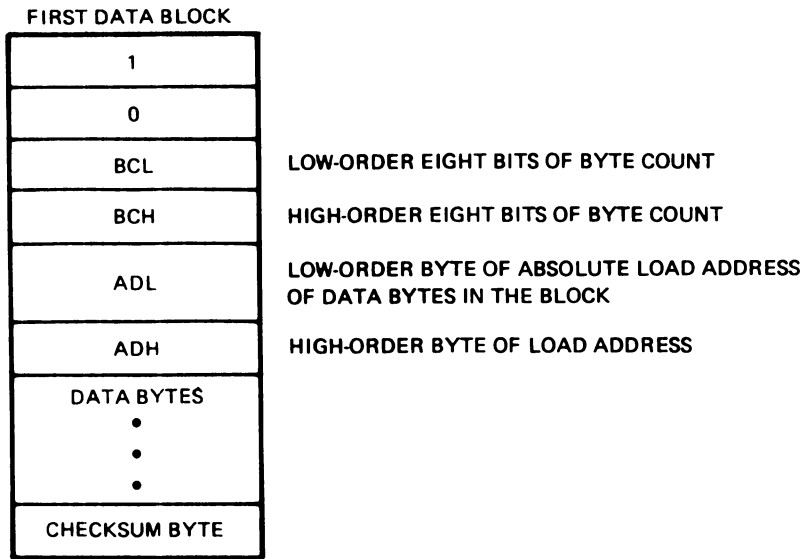 FIRST DATA BLOCK
1
0
BCL LOW-ORDER EIGHT BITS OF BYTE COUNT
BCH HIGH-ORDER EIGHT BITS OF BYTE COUNT
ADL LOW-ORDER BYTE OF ABSOLUTE LOAD ADDRESS
OF DATA BYTES IN THE BLOCK
ADH HIGH-ORDER BYTE OF LOAD ADDRESS
DATA BYTES
CHECKSUM BYTE